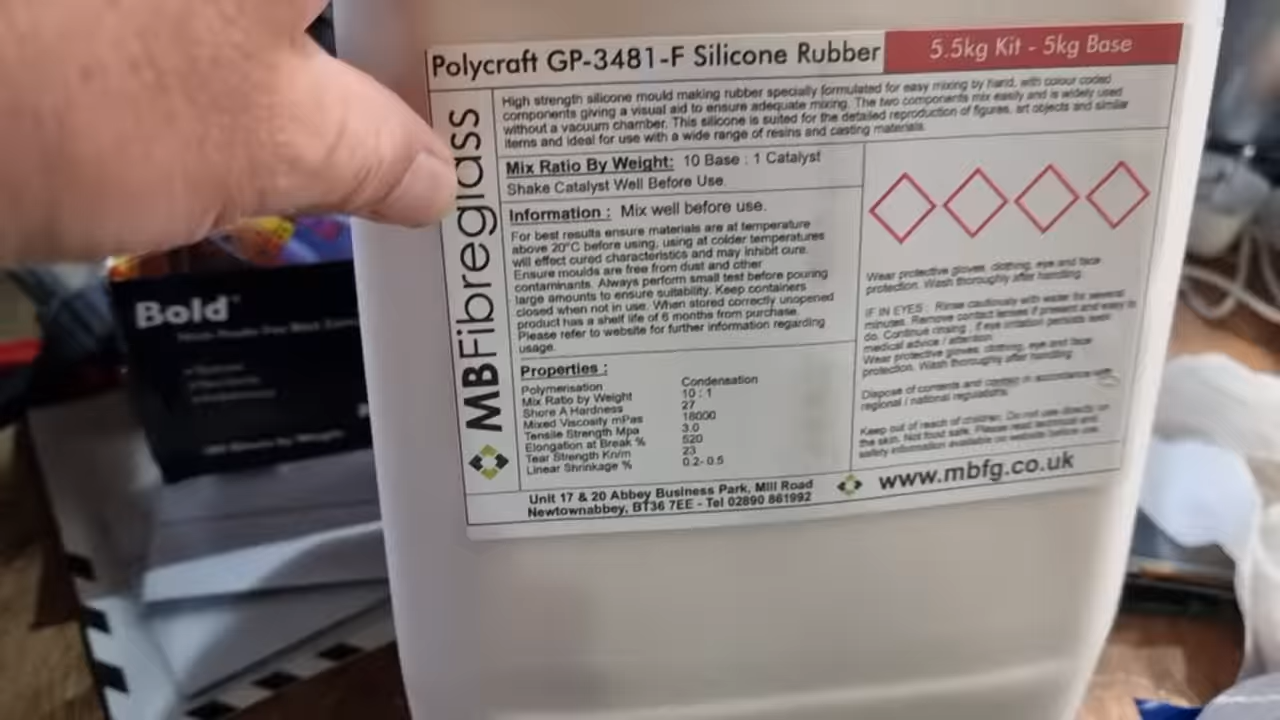 Polycraft GP-3481-F Silicone Rubber
5.5kg Kit - 5kg Base
MBFibreglass
High strength silicone mould making rubber specially formulated for easy mixing by hand, with colour coded
components giving a visual aid to ensure adequate mixing. The two components mix easily and is widely used
without a vacuum chamber. This silicone is suited for the detailed reproduction of figures, art objects and similar
items and ideal for use with a wide range of resins and casting materials.
Mix Ratio By Weight: 10 Base : 1 Catalyst
Shake Catalyst Well Before Use.
Information : Mix well before use.
For best results ensure materials are at temperature
above 20°C before using, using at colder temperatures
will effect cured characteristics and may inhibit cure.
Ensure moulds are free from dust and other
contaminants. Always perform small test before pouring
large amounts to ensure suitability. Keep containers
closed when not in use. When stored correctly unopened
product has a shelf life of 6 months from purchase.
Please refer to website for further information regarding
usage.
Properties :
Polymerisation Condensation
Mix Ratio by Weight 10 : 1
Shore A Hardness 27
Mixed Viscosity mPas 18000
Tensile Strength Mpa 3.0
Elongation at Break % 520
Tear Strength Kn/m 23
Linear Shrinkage % 0.2- 0.5
Wear protective gloves, clothing, eye and face
protection. Wash thoroughly after handling.
IF IN EYES : Rinse cautiously with water for several
minutes. Remove contact lenses if present and easy to
do. Continue rinsing : if eye irritation persists seek
medical advice / attention.
Wear protective gloves, clothing, eye and face
protection. Wash thoroughly after handling.
Dispose of contents and contain in accordance with
regional / national regulations.
Keep out of reach of children. Do not use directly on
the skin. Not food safe. Please read technical and
safety information available on website before use.
Unit 17 & 20 Abbey Business Park, Mill Road
Newtownabbey, BT36 7EE - Tel 02890 861992
www.mbfg.co.uk
Bold